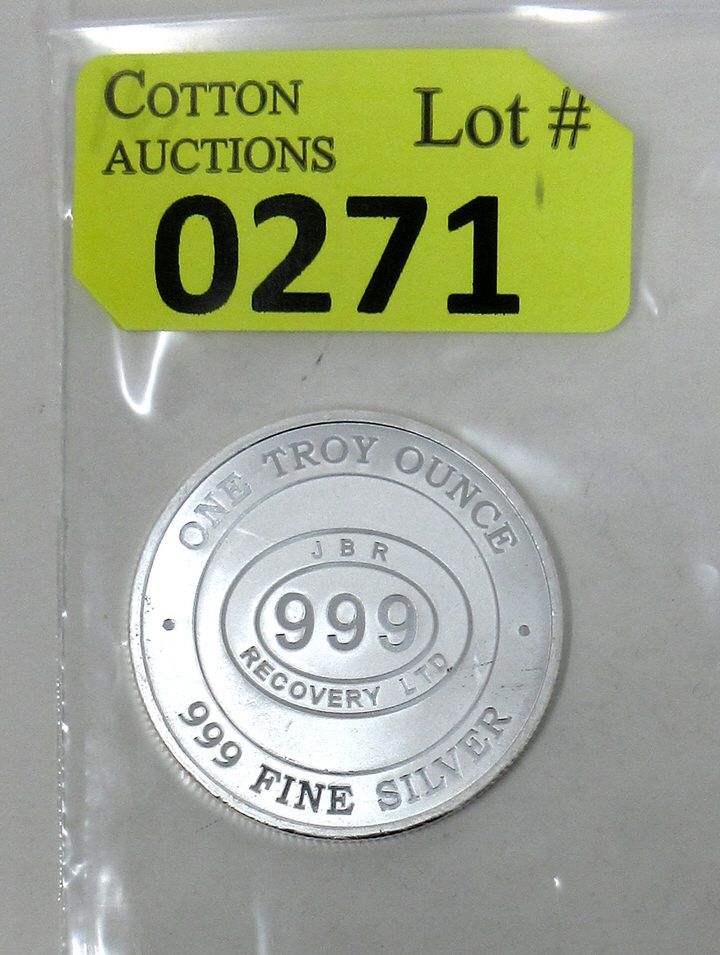 COTTON AUCTIONS
Lot #
0271
ONE TROY OUNCE
JBR
999
RECOVERY LTD
999 FINE SILVER